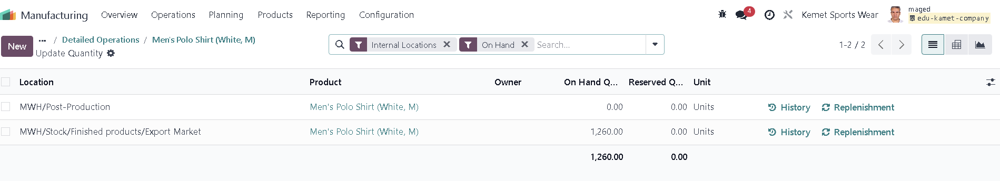 Manufacturing Overview Operations Planning Products Reporting Configuration 4 Kemet Sports Wear maged
edu-kamet-company
New ... / Detailed Operations / Men's Polo Shirt (White, M)
Update Quantity
Internal Locations On Hand Search... 1-2 / 2
Location Product Owner On Hand Q... Reserved Q... Unit
MWH/Post-Production Men's Polo Shirt (White, M) 0.00 0.00 Units History Replenishment
MWH/Stock/Finished products/Export Market Men's Polo Shirt (White, M) 1,260.00 0.00 Units History Replenishment
1,260.00 0.00